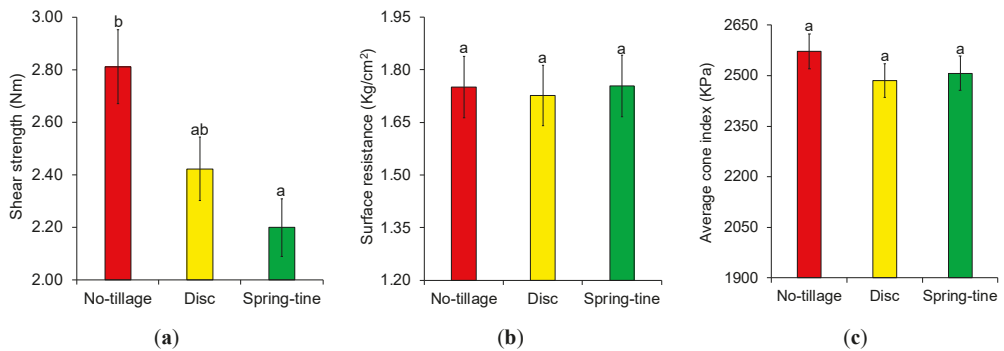 Shear strength (Nm)
3.00
2.80
2.60
2.40
2.20
2.00
b
ab
a
No-tillage Disc Spring-tine
(a)
Surface resistance (Kg/cm²)
1.95
1.80
1.65
1.50
1.35
1.20
a a a
No-tillage Disc Spring-tine
(b)
Average cone index (KPa)
2650
2500
2350
2200
2050
1900
a a a
No-tillage Disc Spring-tine
(c)